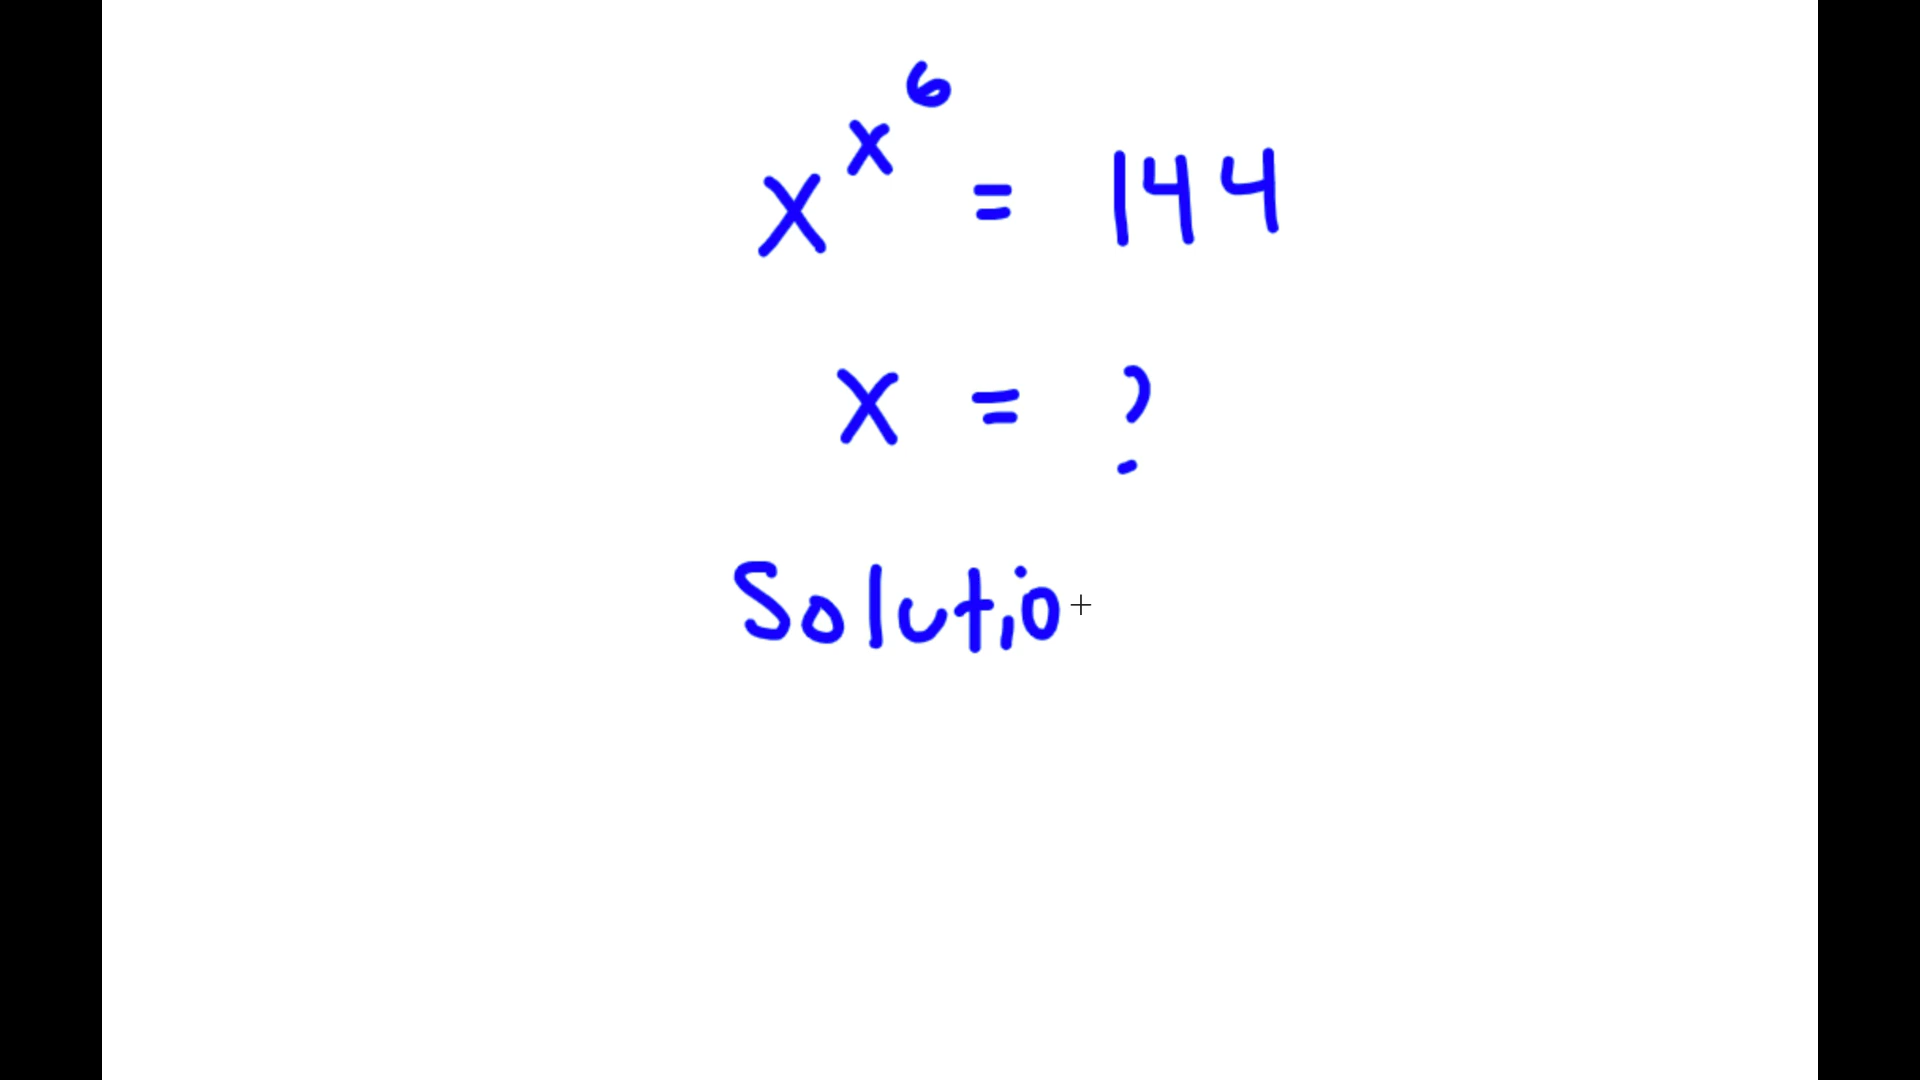 x^x^6 = 144
x = ?
Solutio